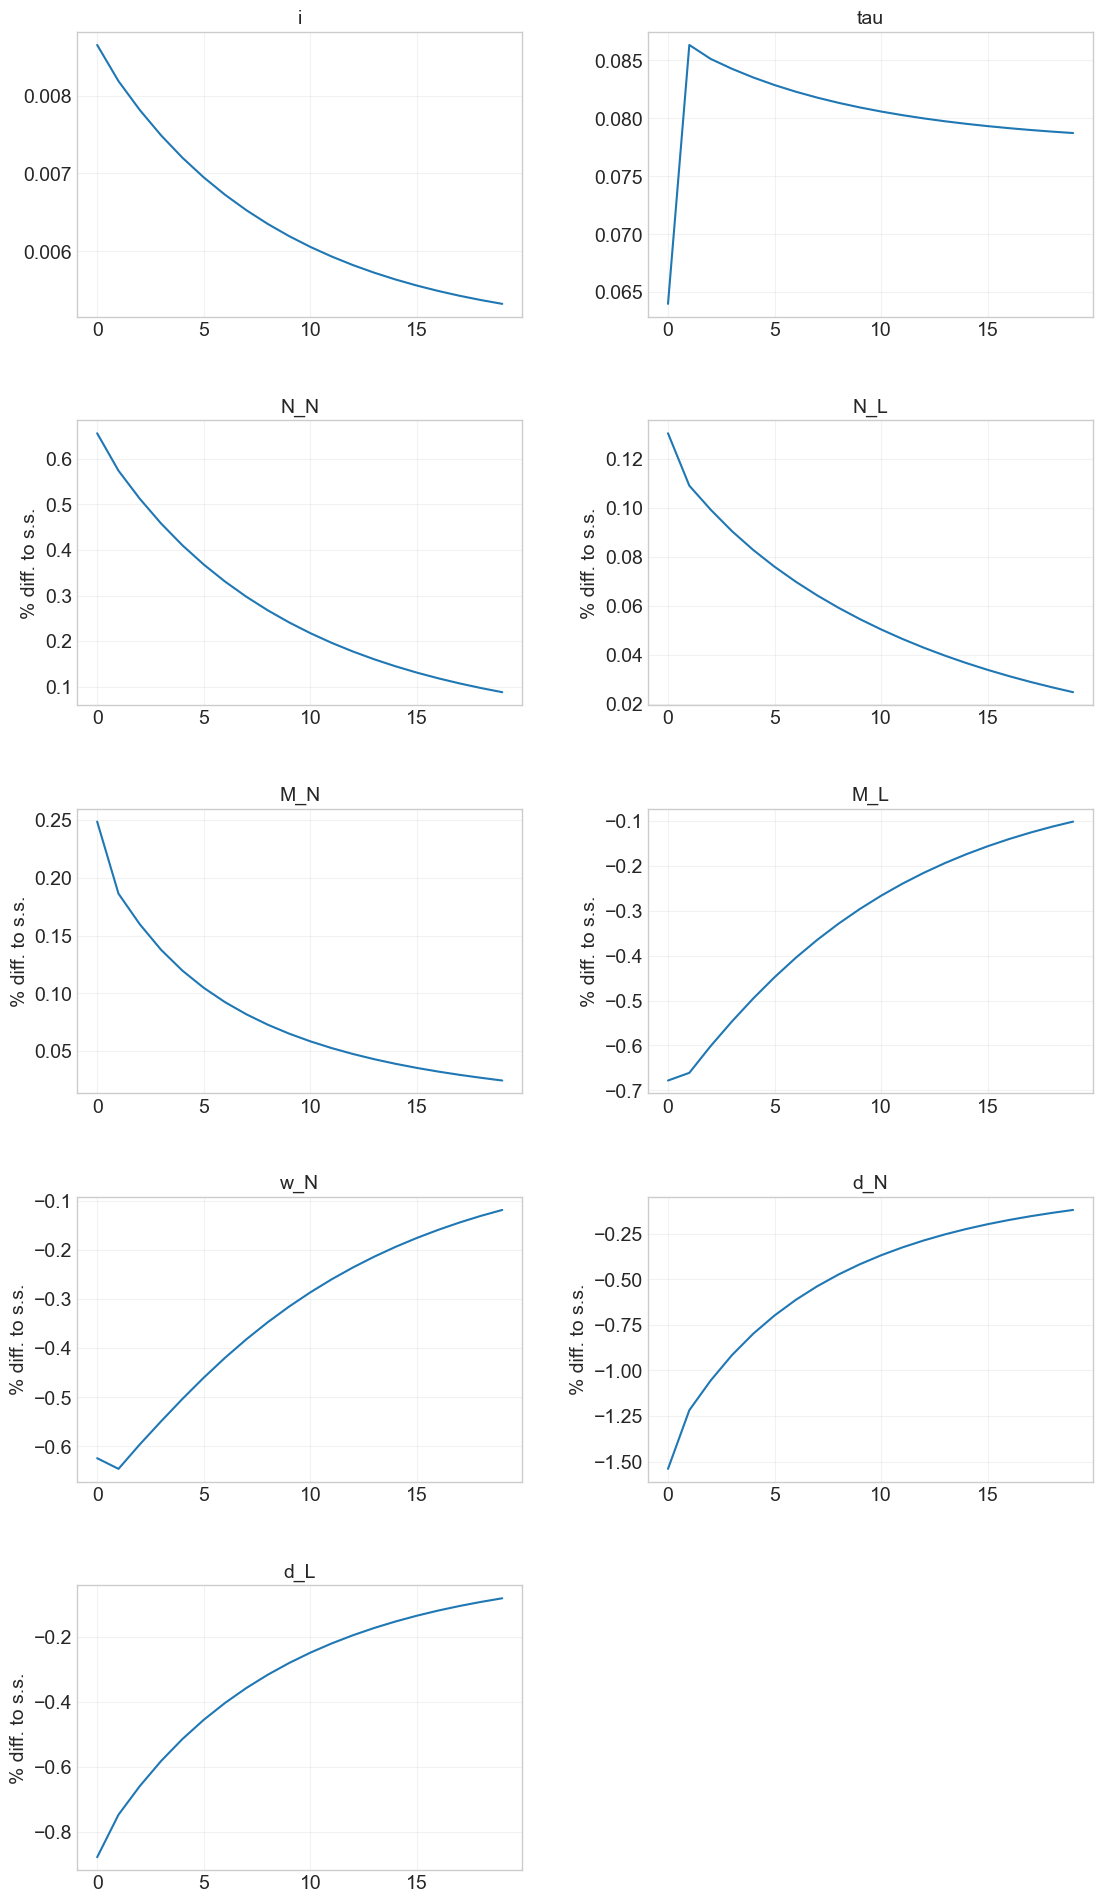 i
0.008
0.007
0.006
0 5 10 15
tau
0.085
0.080
0.075
0.070
0.065
0 5 10 15
N_N
% diff. to s.s.
0.6
0.5
0.4
0.3
0.2
0.1
0 5 10 15
N_L
% diff. to s.s.
0.12
0.10
0.08
0.06
0.04
0.02
0 5 10 15
M_N
% diff. to s.s.
0.25
0.20
0.15
0.10
0.05
0 5 10 15
M_L
% diff. to s.s.
−0.1
−0.2
−0.3
−0.4
−0.5
−0.6
−0.7
0 5 10 15
w_N
% diff. to s.s.
−0.1
−0.2
−0.3
−0.4
−0.5
−0.6
0 5 10 15
d_N
% diff. to s.s.
−0.25
−0.50
−0.75
−1.00
−1.25
−1.50
0 5 10 15
d_L
% diff. to s.s.
−0.2
−0.4
−0.6
−0.8
0 5 10 15